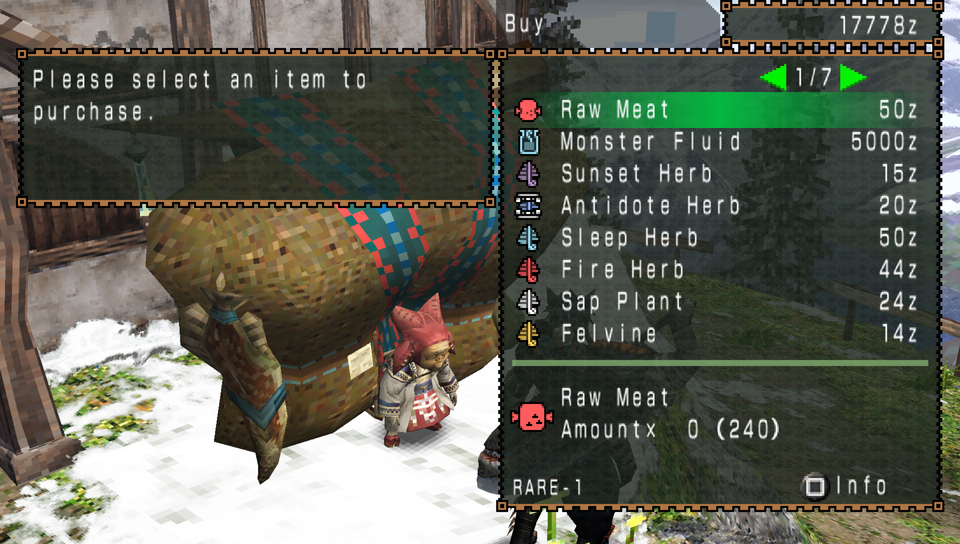 Buy
17778z
Please select an item to
purchase.
1/7
Raw Meat 50z
Monster Fluid 5000z
Sunset Herb 15z
Antidote Herb 20z
Sleep Herb 50z
Fire Herb 44z
Sap Plant 24z
Felvine 14z
Raw Meat
Amountx 0 (240)
RARE-1
Info